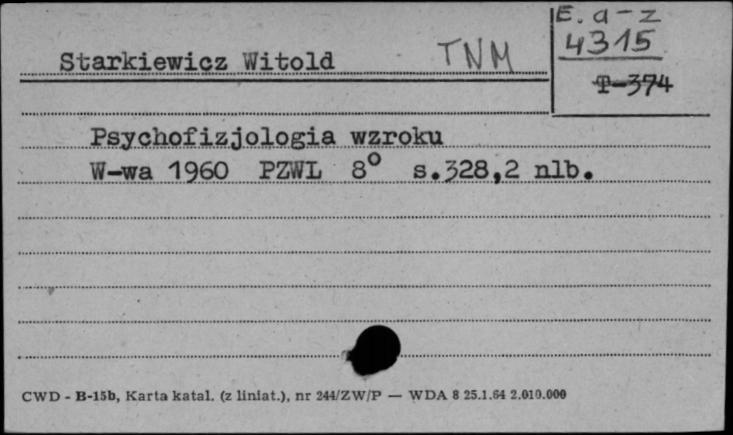 E. a-z
Starkiewicz Witold TNM 4315
T-374
Psychofizjologia wzroku
W-wa 1960 PZWL 8° s.328,2 nlb.
CWD - B-15b, Karta katal. (z liniat.), nr 244/ZW/P — WDA 8 25.1.64 2.010.000